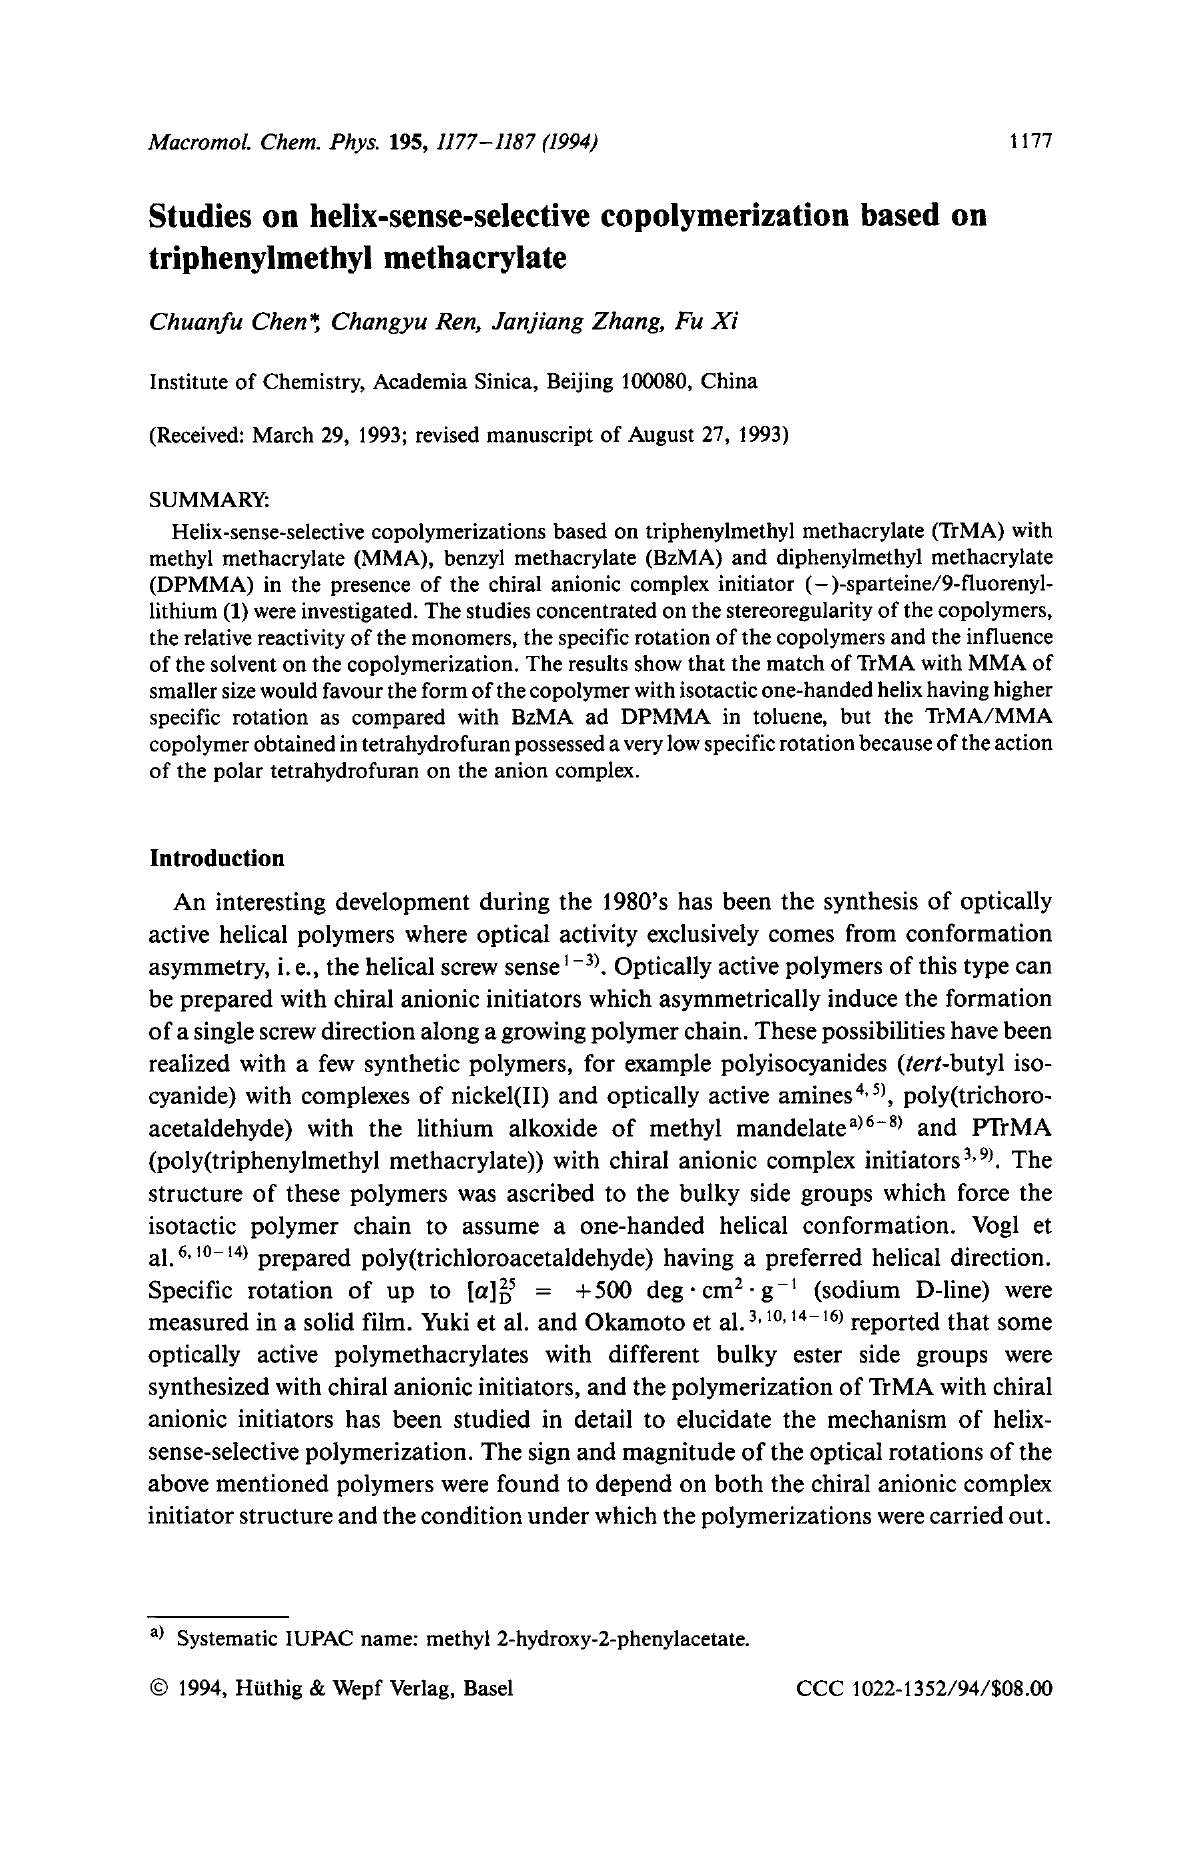 Macromol. Chem. Phys. 195, 1177–1187 (1994) 1177
Studies on helix-sense-selective copolymerization based on
triphenylmethyl methacrylate
Chuanfu Chen*, Changyu Ren, Janjiang Zhang, Fu Xi
Institute of Chemistry, Academia Sinica, Beijing 100080, China
(Received: March 29, 1993; revised manuscript of August 27, 1993)
SUMMARY:
Helix-sense-selective copolymerizations based on triphenylmethyl methacrylate (TrMA) with
methyl methacrylate (MMA), benzyl methacrylate (BzMA) and diphenylmethyl methacrylate
(DPMMA) in the presence of the chiral anionic complex initiator (−)-sparteine/9-fluorenyl-
lithium (1) were investigated. The studies concentrated on the stereoregularity of the copolymers,
the relative reactivity of the monomers, the specific rotation of the copolymers and the influence
of the solvent on the copolymerization. The results show that the match of TrMA with MMA of
smaller size would favour the form of the copolymer with isotactic one-handed helix having higher
specific rotation as compared with BzMA ad DPMMA in toluene, but the TrMA/MMA
copolymer obtained in tetrahydrofuran possessed a very low specific rotation because of the action
of the polar tetrahydrofuran on the anion complex.
Introduction
An interesting development during the 1980's has been the synthesis of optically
active helical polymers where optical activity exclusively comes from conformation
asymmetry, i. e., the helical screw sense 1–3). Optically active polymers of this type can
be prepared with chiral anionic initiators which asymmetrically induce the formation
of a single screw direction along a growing polymer chain. These possibilities have been
realized with a few synthetic polymers, for example polyisocyanides (tert-butyl iso-
cyanide) with complexes of nickel(II) and optically active amines 4, 5), poly(trichoro-
acetaldehyde) with the lithium alkoxide of methyl mandelate a) 6–8) and PTrMA
(poly(triphenylmethyl methacrylate)) with chiral anionic complex initiators 3, 9). The
structure of these polymers was ascribed to the bulky side groups which force the
isotactic polymer chain to assume a one-handed helical conformation. Vogl et
al. 6, 10–14) prepared poly(trichloroacetaldehyde) having a preferred helical direction.
Specific rotation of up to [α]25D = +500 deg · cm2 · g−1 (sodium D-line) were
measured in a solid film. Yuki et al. and Okamoto et al. 3, 10, 14–16) reported that some
optically active polymethacrylates with different bulky ester side groups were
synthesized with chiral anionic initiators, and the polymerization of TrMA with chiral
anionic initiators has been studied in detail to elucidate the mechanism of helix-
sense-selective polymerization. The sign and magnitude of the optical rotations of the
above mentioned polymers were found to depend on both the chiral anionic complex
initiator structure and the condition under which the polymerizations were carried out.
a) Systematic IUPAC name: methyl 2-hydroxy-2-phenylacetate.
© 1994, Hüthig & Wepf Verlag, Basel CCC 1022-1352/94/$08.00